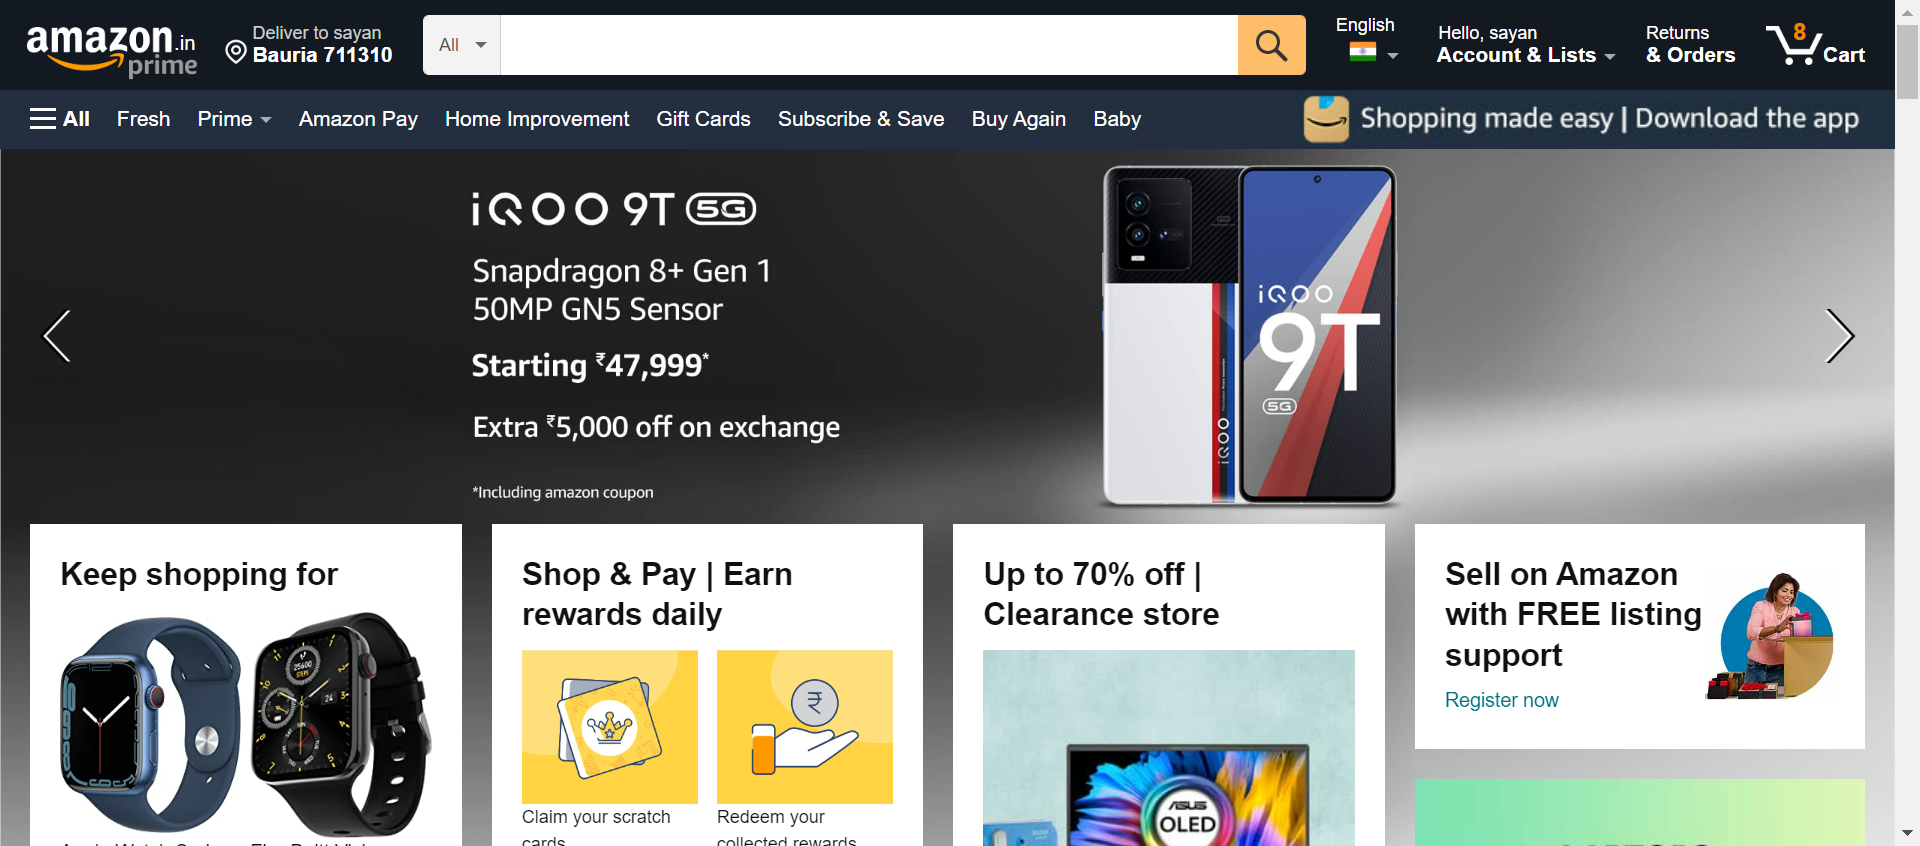 amazon.in
prime
Deliver to sayan
Bauria 711310
All
English
Hello, sayan
Account & Lists
Returns
& Orders
8
Cart
All
Fresh
Prime
Amazon Pay
Home Improvement
Gift Cards
Subscribe & Save
Buy Again
Baby
Shopping made easy | Download the app
iQOO 9T 5G
Snapdragon 8+ Gen 1
50MP GN5 Sensor
Starting ₹47,999*
Extra ₹5,000 off on exchange
*Including amazon coupon
iQOO
iQOO
9T
5G
Keep shopping for
25600
STEPS
24
Shop & Pay | Earn
rewards daily
Claim your scratch
cards
Redeem your
collected rewards
Up to 70% off |
Clearance store
ASUS
OLED
Sell on Amazon
with FREE listing
support
Register now